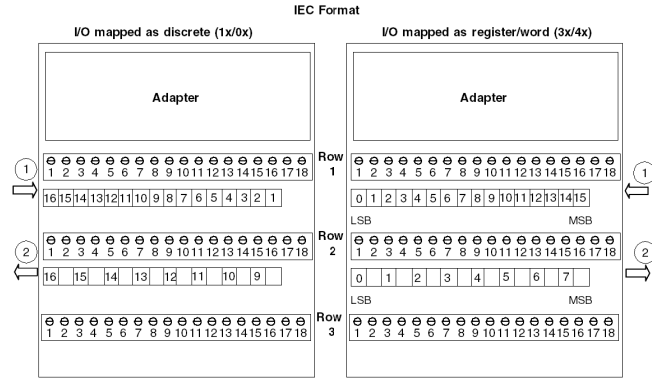 IEC Format
I/O mapped as discrete (1x/0x) I/O mapped as register/word (3x/4x)
Adapter Adapter
Row 1
1 1 2 3 4 5 6 7 8 9 10 11 12 13 14 15 16 17 18 1 2 3 4 5 6 7 8 9 10 11 12 13 14 15 16 17 18 1
16 15 14 13 12 11 10 9 8 7 6 5 4 3 2 1 0 1 2 3 4 5 6 7 8 9 10 11 12 13 14 15
LSB MSB
Row 2
2 1 2 3 4 5 6 7 8 9 10 11 12 13 14 15 16 17 18 1 2 3 4 5 6 7 8 9 10 11 12 13 14 15 16 17 18 2
16 15 14 13 12 11 10 9 0 1 2 3 4 5 6 7
LSB MSB
Row 3
1 2 3 4 5 6 7 8 9 10 11 12 13 14 15 16 17 18 1 2 3 4 5 6 7 8 9 10 11 12 13 14 15 16 17 18